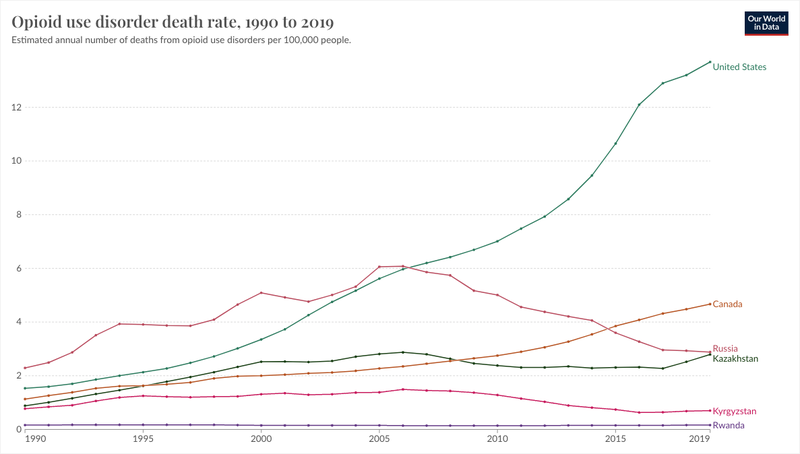 Opioid use disorder death rate, 1990 to 2019
Estimated annual number of deaths from opioid use disorders per 100,000 people.
Our World
in Data
United States
12
10
8
6
4
Canada
Russia
Kazakhstan
2
Kyrgyzstan
Rwanda
0
1990
1995
2000
2005
2010
2015
2019